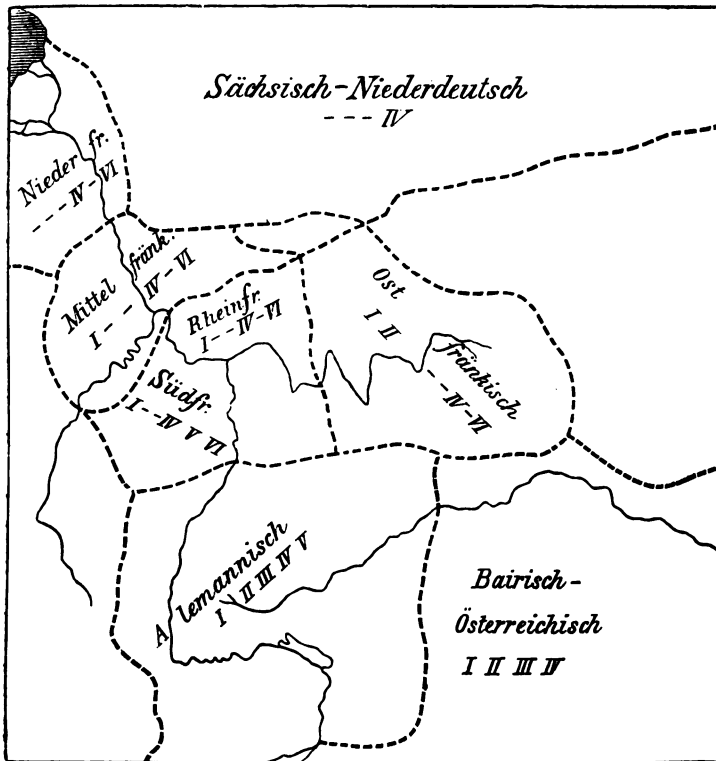 Sächsisch-Niederdeutsch
--- IV
Nieder fr.
---- IV-VI
Mittel fränk.
I --- IV-VI
Rheinfr.
I--IV-VI
Ost fränkisch
I II -- IV-VI
Südfr.
I--IV V VI
Alemannisch
I II III IV V
Bairisch-
Österreichisch
I II III IV